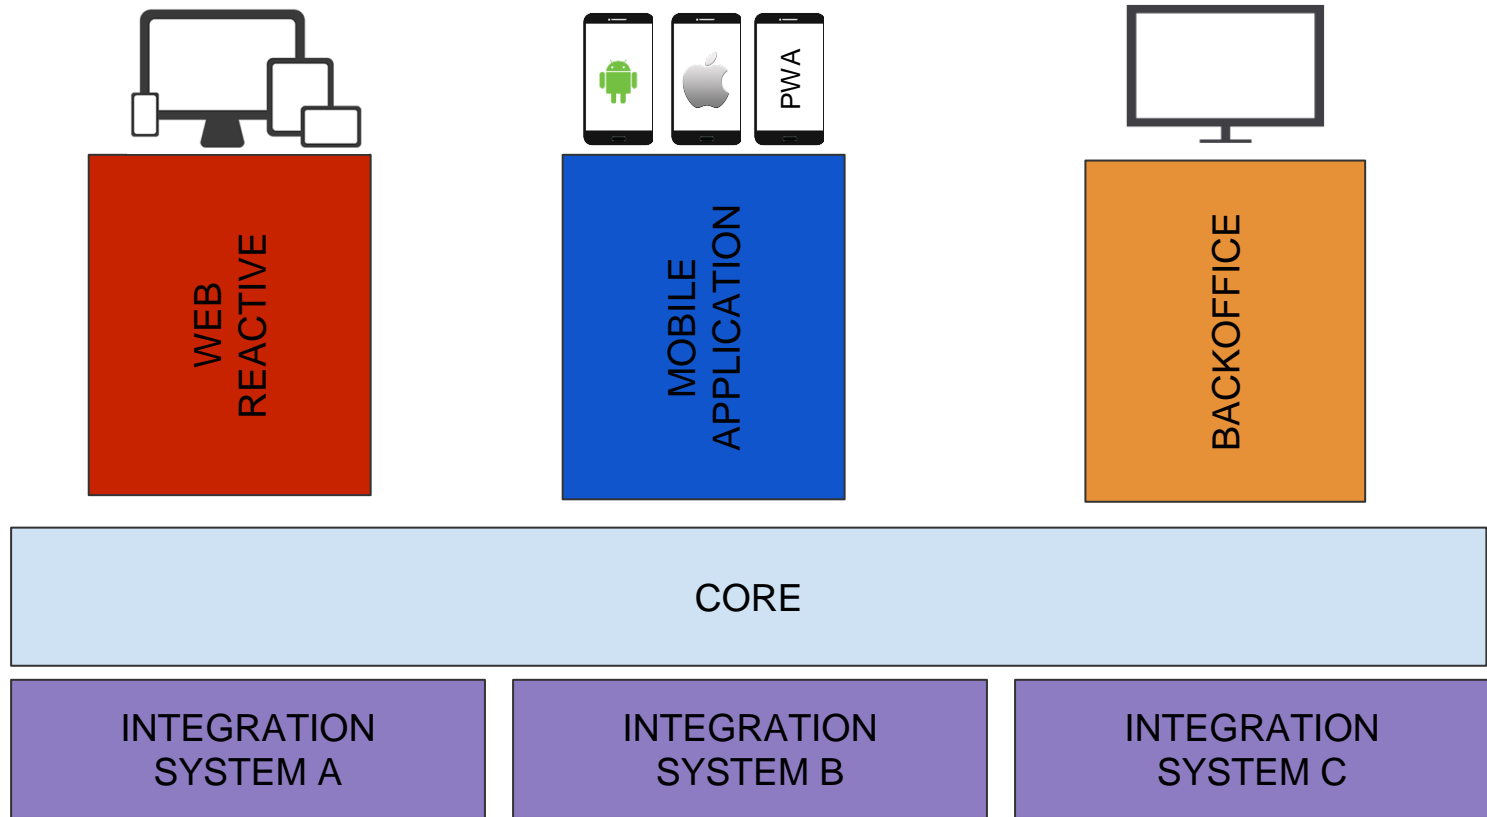 PWA
WEB
REACTIVE
MOBILE
APPLICATION
BACKOFFICE
CORE
INTEGRATION
SYSTEM A
INTEGRATION
SYSTEM B
INTEGRATION
SYSTEM C